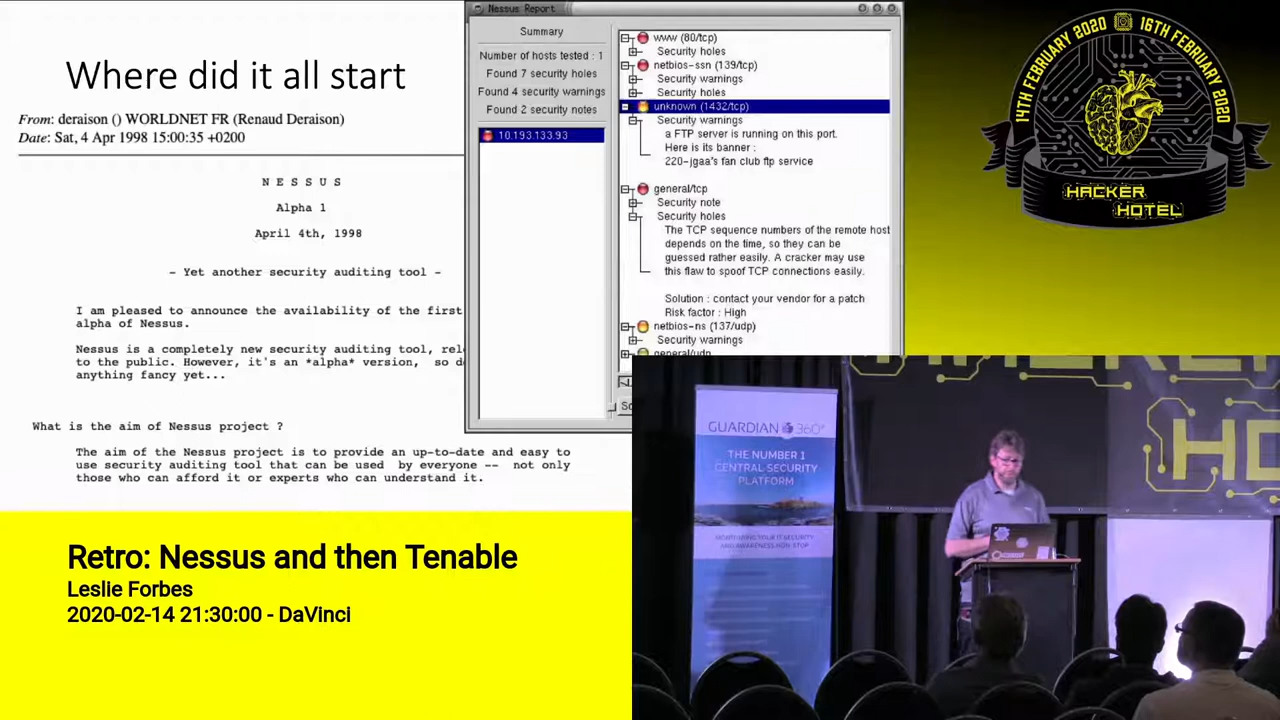 Where did it all start
From: deraison () WORLDNET FR (Renaud Deraison)
Date: Sat, 4 Apr 1998 15:00:35 +0200
N E S S U S
Alpha 1
April 4th, 1998
- Yet another security auditing tool -
I am pleased to announce the availability of the first
alpha of Nessus.
Nessus is a completely new security auditing tool,
to the public. However, it's an *alpha* version, so
anything fancy yet...
What is the aim of Nessus project ?
The aim of the Nessus project is to provide an up-to-date and easy to
use security auditing tool that can be used by everyone -- not only
those who can afford it or experts who can understand it.
Nessus Report
Summary
Number of hosts tested : 1
Found 7 security holes
Found 4 security warnings
Found 2 security notes
10.193.133.93
www (80/tcp)
Security holes
netbios-ssn (139/tcp)
Security warnings
Security holes
unknown (1432/tcp)
Security warnings
a FTP server is running on this port.
Here is its banner :
220-jgaa's fan club ftp service
general/tcp
Security note
Security holes
The TCP sequence numbers of the remote host
depends on the time, so they can be
guessed rather easily. A cracker may use
this flaw to spoof TCP connections easily.
Solution : contact your vendor for a patch
Risk factor : High
netbios-ns (137/udp)
Security warnings
general/udp
14TH FEBRUARY 2020
16TH FEBRUARY 2020
HACKER
HOTEL
GUARDIAN 360°
THE NUMBER 1
CENTRAL SECURITY
PLATFORM
Retro: Nessus and then Tenable
Leslie Forbes
2020-02-14 21:30:00 - DaVinci